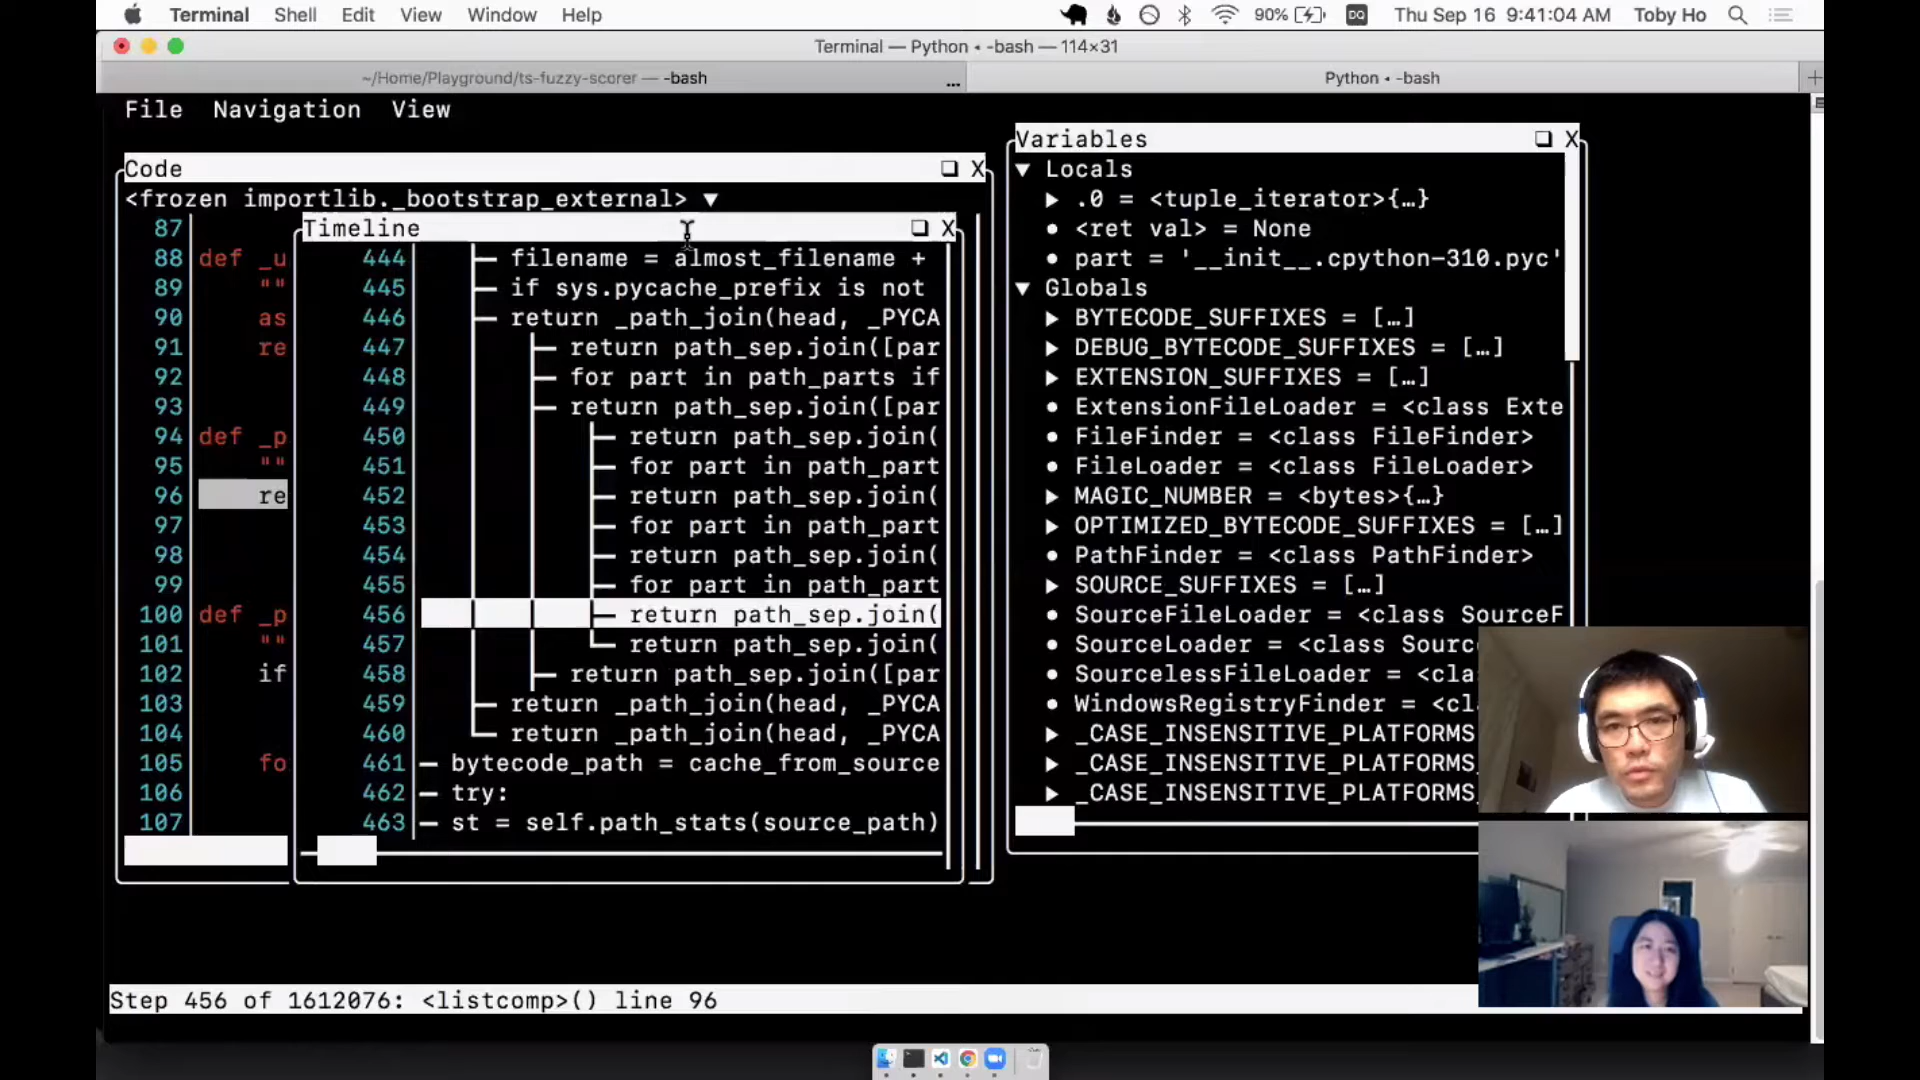 Terminal Shell Edit View Window Help 90% DQ Thu Sep 16 9:41:04 AM Toby Ho
Terminal — Python ◂ -bash — 114×31
~/Home/Playground/ts-fuzzy-scorer — -bash ...
Python ◂ -bash +
File Navigation View
Code ❏ X
<frozen importlib._bootstrap_external> ▼
87
88 def _u
89 ""
90 as
91 re
92
93
94 def _p
95 ""
96 re
97
98
99
100 def _p
101 ""
102 if
103
104
105 fo
106
107
Timeline ❏ X
444 filename = almost_filename +
445 if sys.pycache_prefix is not
446 return _path_join(head, _PYCA
447 return path_sep.join([par
448 for part in path_parts if
449 return path_sep.join([par
450 return path_sep.join(
451 for part in path_part
452 return path_sep.join(
453 for part in path_part
454 return path_sep.join(
455 for part in path_part
456 return path_sep.join(
457 return path_sep.join(
458 return path_sep.join([par
459 return _path_join(head, _PYCA
460 return _path_join(head, _PYCA
461 bytecode_path = cache_from_source
462 try:
463 st = self.path_stats(source_path)
Variables ❏ X
▼ Locals
▶ .0 = <tuple_iterator>{…}
• <ret val> = None
• part = '__init__.cpython-310.pyc'
▼ Globals
▶ BYTECODE_SUFFIXES = […]
▶ DEBUG_BYTECODE_SUFFIXES = […]
▶ EXTENSION_SUFFIXES = […]
• ExtensionFileLoader = <class Exte
• FileFinder = <class FileFinder>
• FileLoader = <class FileLoader>
▶ MAGIC_NUMBER = <bytes>{…}
▶ OPTIMIZED_BYTECODE_SUFFIXES = […]
• PathFinder = <class PathFinder>
▶ SOURCE_SUFFIXES = […]
• SourceFileLoader = <class SourceF
• SourceLoader = <class Sourc
• SourcelessFileLoader = <cla
• WindowsRegistryFinder = <cl
▶ _CASE_INSENSITIVE_PLATFORMS
▶ _CASE_INSENSITIVE_PLATFORMS_
▶ _CASE_INSENSITIVE_PLATFORMS_
Step 456 of 1612076: <listcomp>() line 96